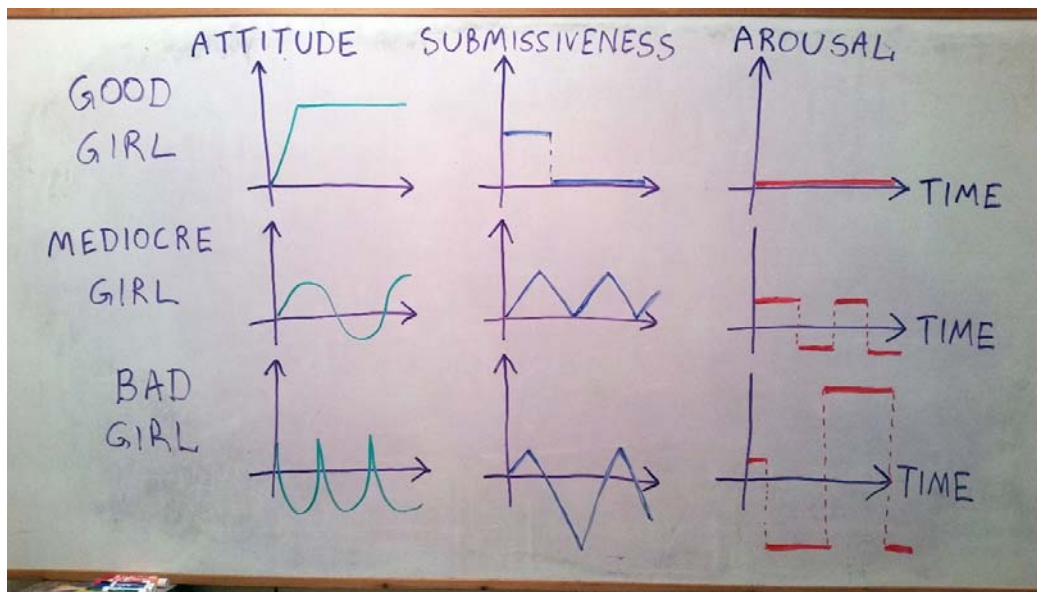 ATTITUDE SUBMISSIVENESS AROUSAL
GOOD
GIRL
TIME
MEDIOCRE
GIRL
TIME
BAD
GIRL
TIME